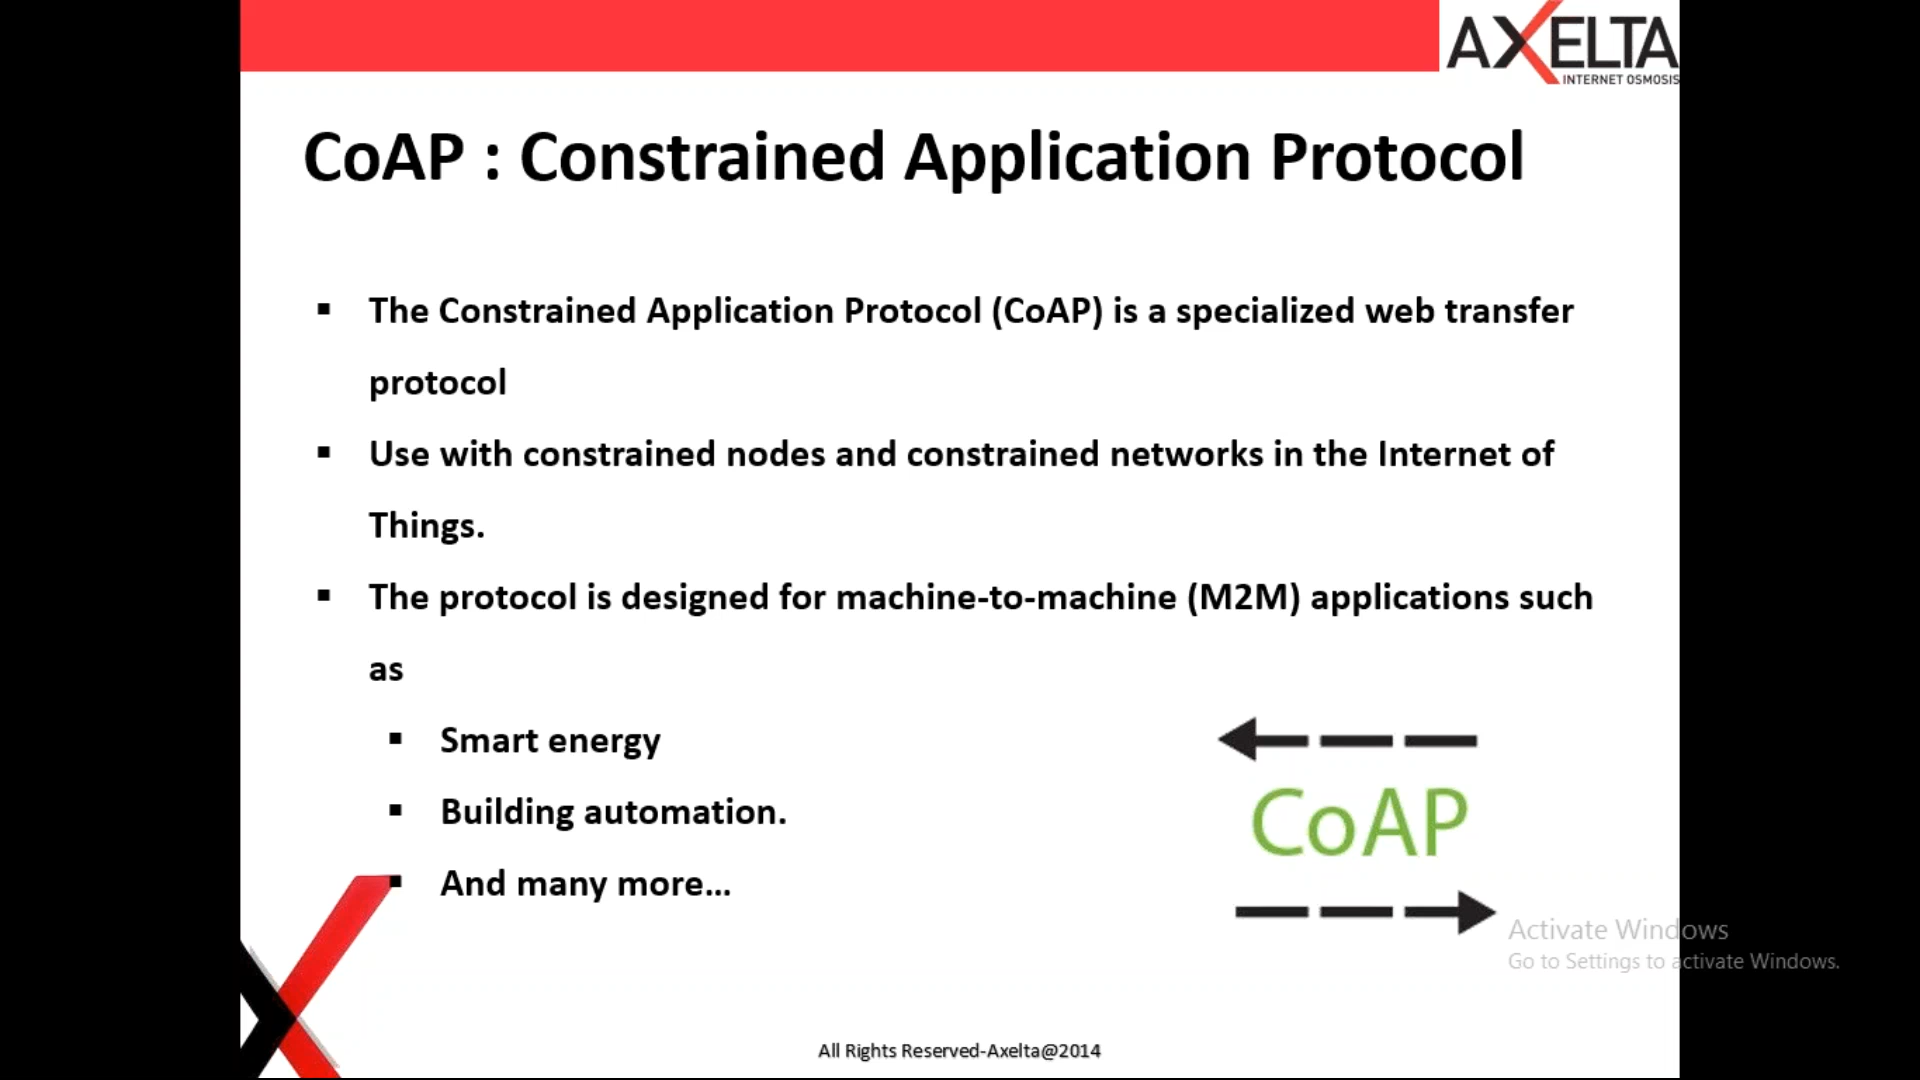 AXELTA
INTERNET OSMOSIS
CoAP : Constrained Application Protocol
▪ The Constrained Application Protocol (CoAP) is a specialized web transfer
protocol
▪ Use with constrained nodes and constrained networks in the Internet of
Things.
▪ The protocol is designed for machine-to-machine (M2M) applications such
as
▪ Smart energy
▪ Building automation.
▪ And many more...
CoAP
Activate Windows
Go to Settings to activate Windows.
All Rights Reserved-Axelta@2014